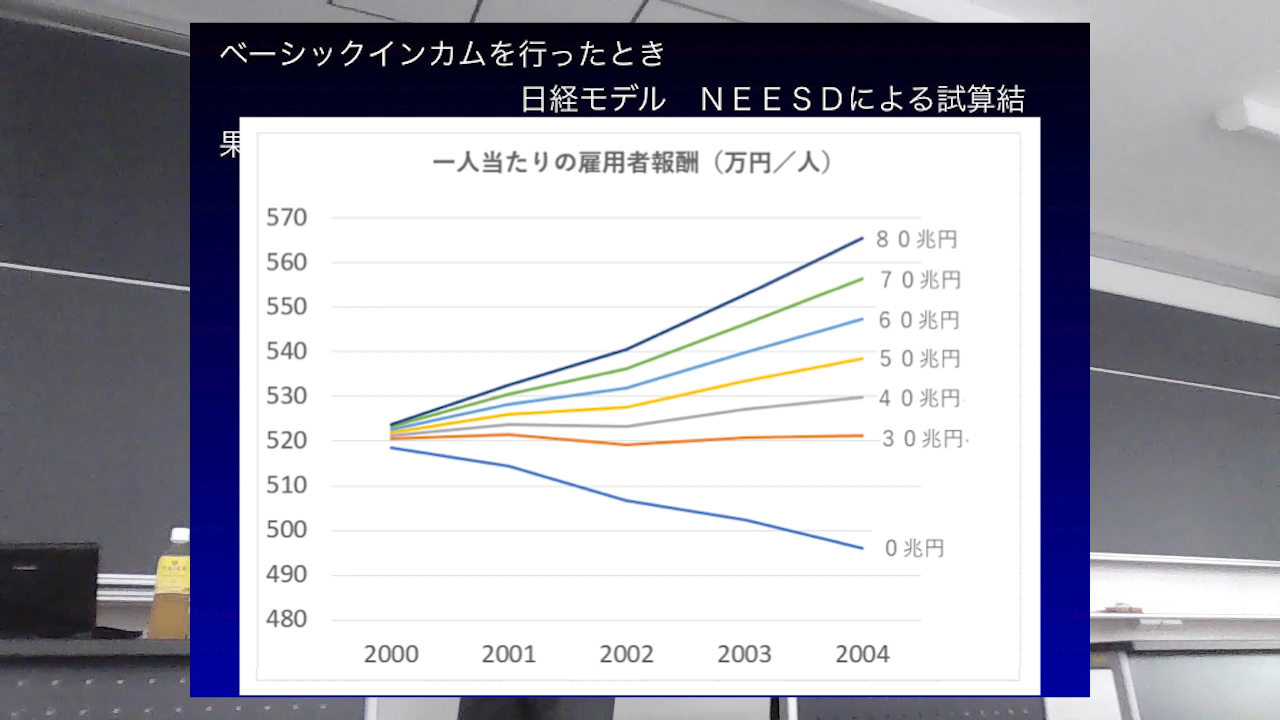 ベーシックインカムを行ったとき
日経モデル　ＮＥＥＳＤによる試算結
果
一人当たりの雇用者報酬（万円／人）
570
560
550
540
530
520
510
500
490
480
８０兆円
７０兆円
６０兆円
５０兆円
４０兆円
３０兆円
０兆円
2000 2001 2002 2003 2004